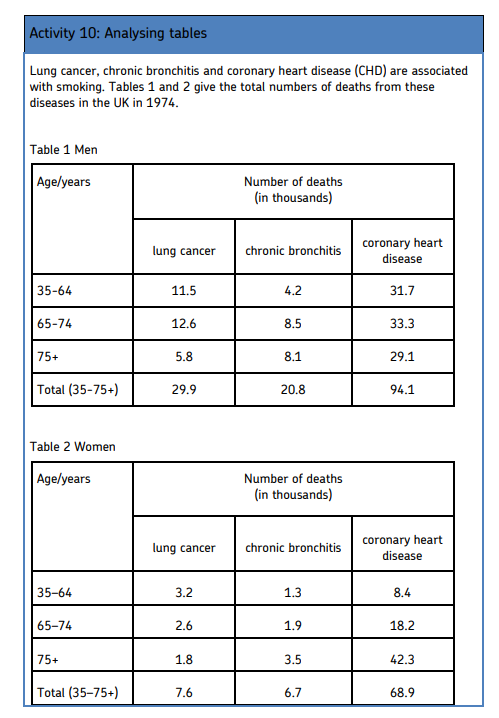 Activity 10: Analysing tables
Lung cancer, chronic bronchitis and coronary heart disease (CHD) are associated
with smoking. Tables 1 and 2 give the total numbers of deaths from these
diseases in the UK in 1974.
Table 1 Men
Age/years
Number of deaths
(in thousands)
lung cancer chronic bronchitis coronary heart
disease
35-64 11.5 4.2 31.7
65-74 12.6 8.5 33.3
75+ 5.8 8.1 29.1
Total (35-75+) 29.9 20.8 94.1
Table 2 Women
Age/years
Number of deaths
(in thousands)
lung cancer chronic bronchitis coronary heart
disease
35–64 3.2 1.3 8.4
65–74 2.6 1.9 18.2
75+ 1.8 3.5 42.3
Total (35–75+) 7.6 6.7 68.9